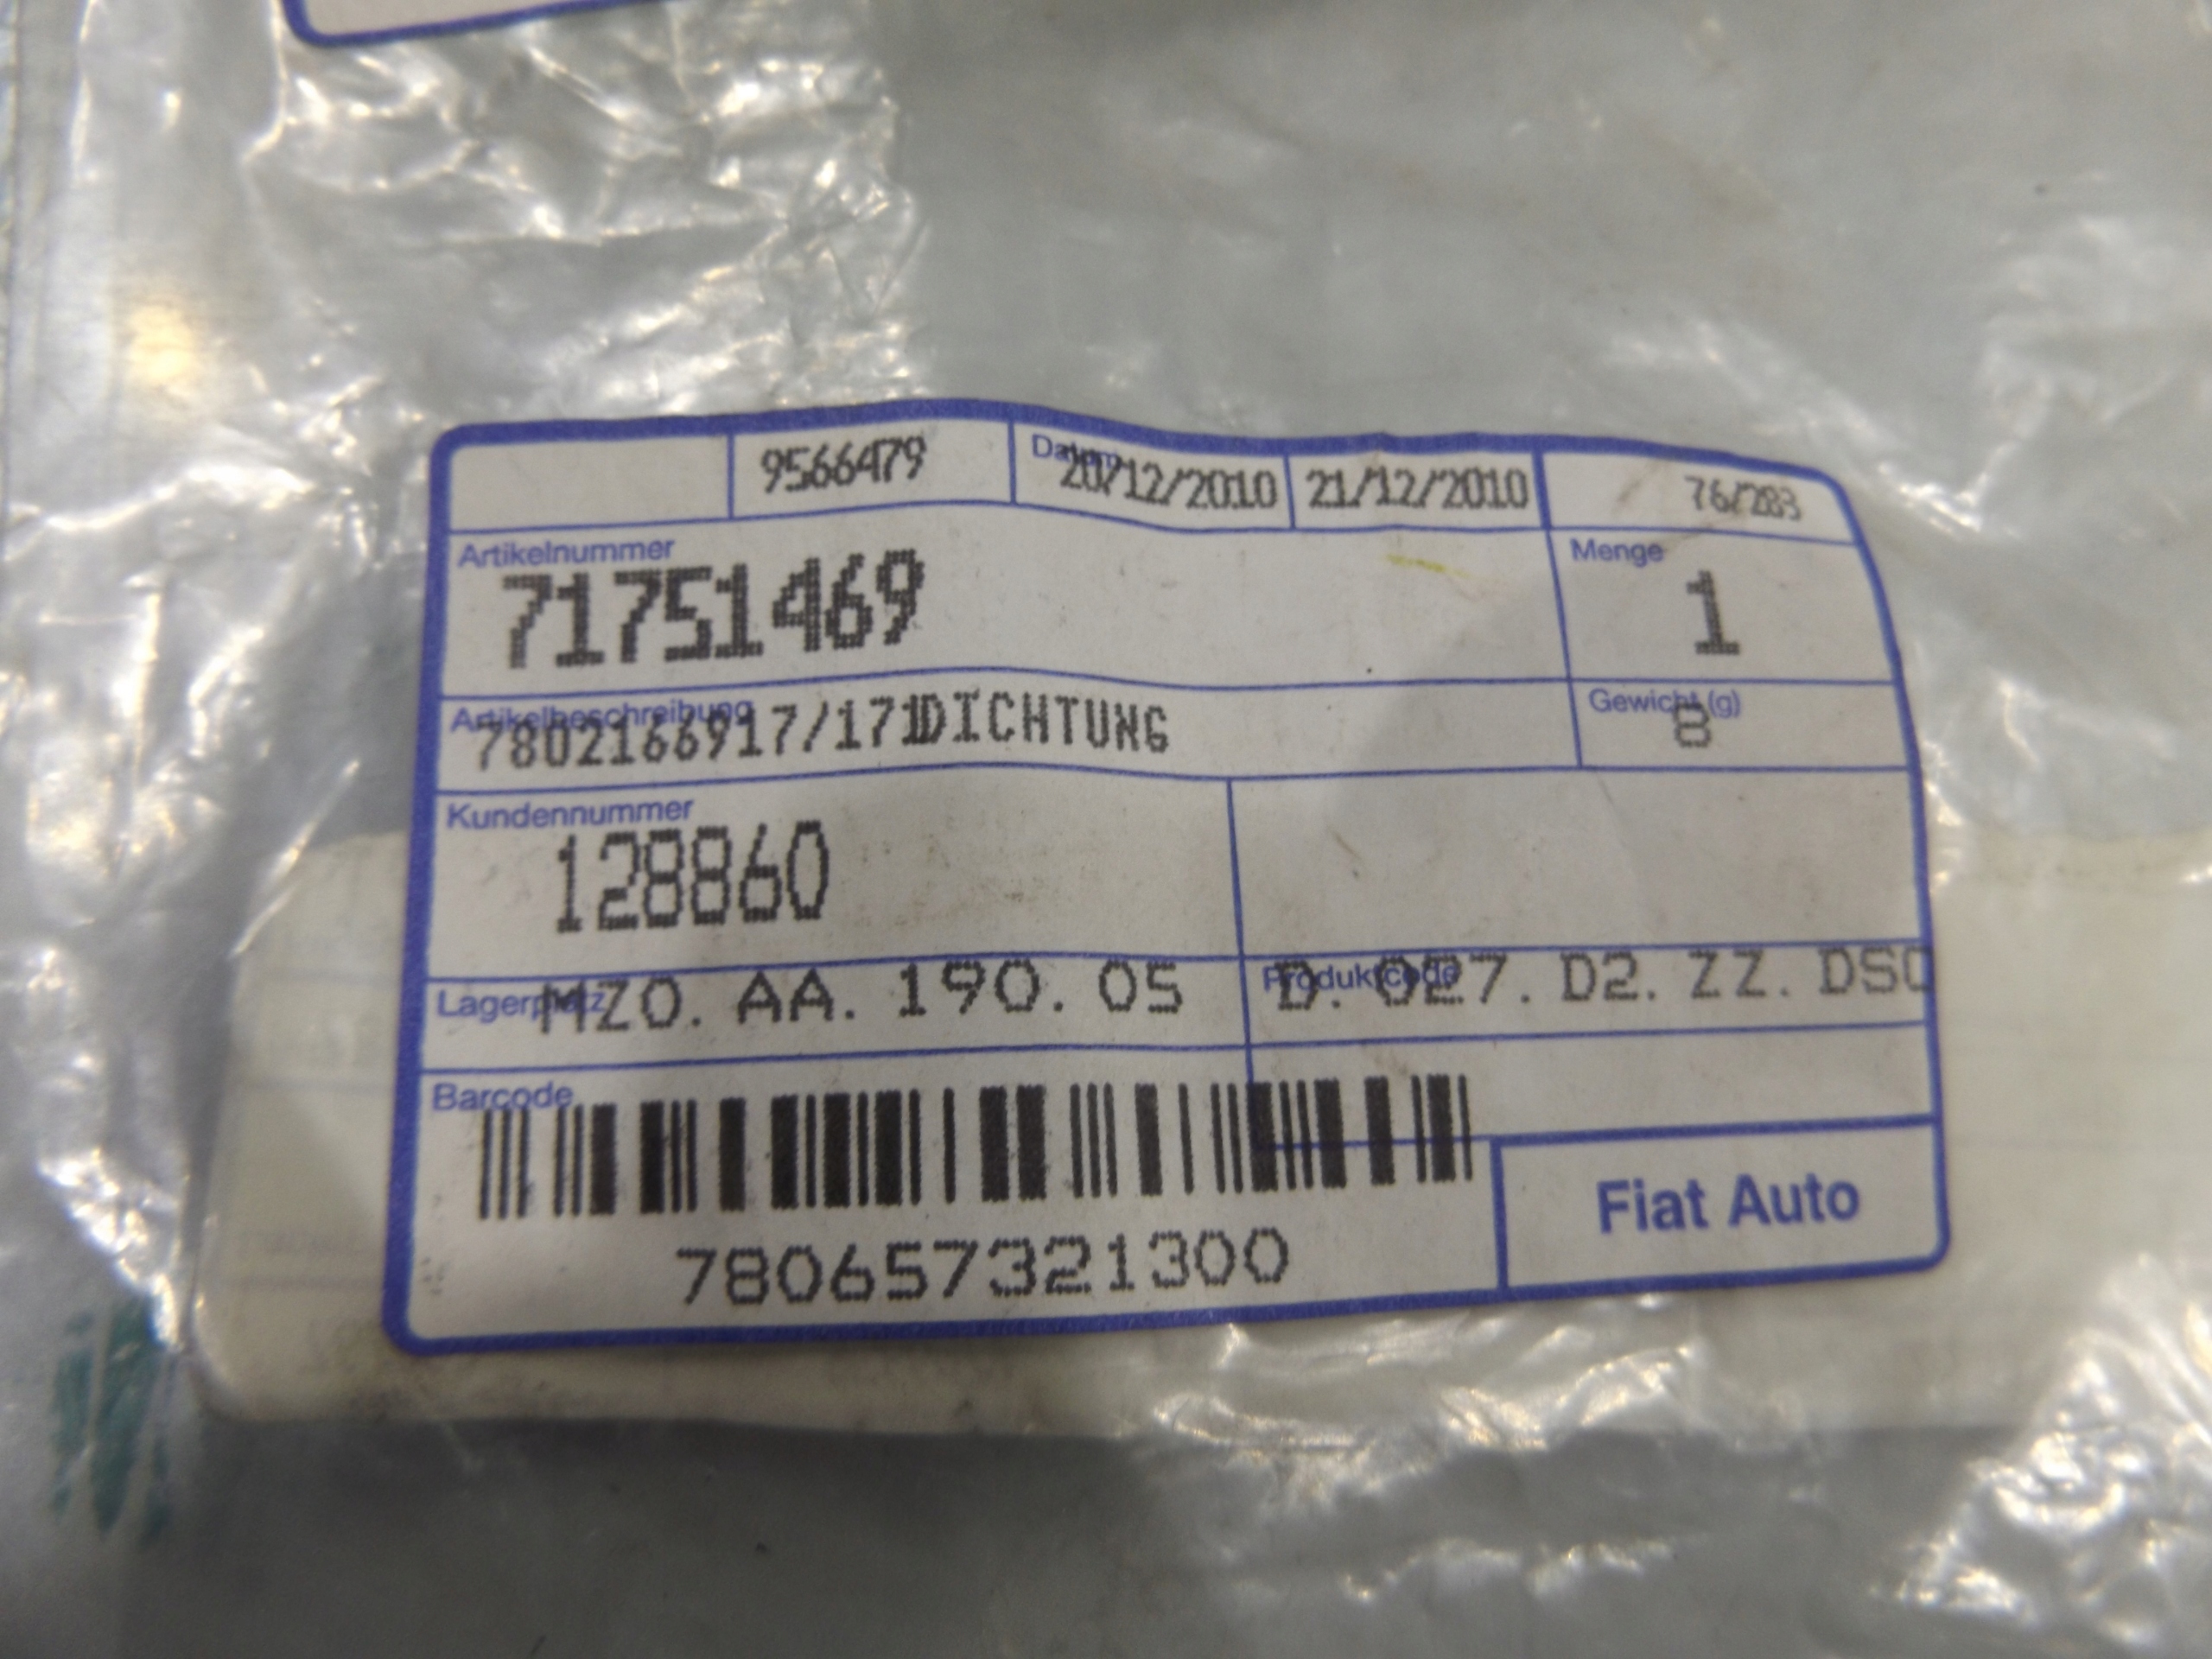 9566479 Datum 20/12/2010 21/12/2010 76/283
Artikelnummer Menge
71751469 1
Artikelbeschreibung Gewicht (g)
7802166917/171DICHTUNG 8
Kundennummer
128860
Lagerplatz MZO. AA. 190. 05 Produktcode D. 027. D2. ZZ. DSO
Barcode
Fiat Auto
780657321300